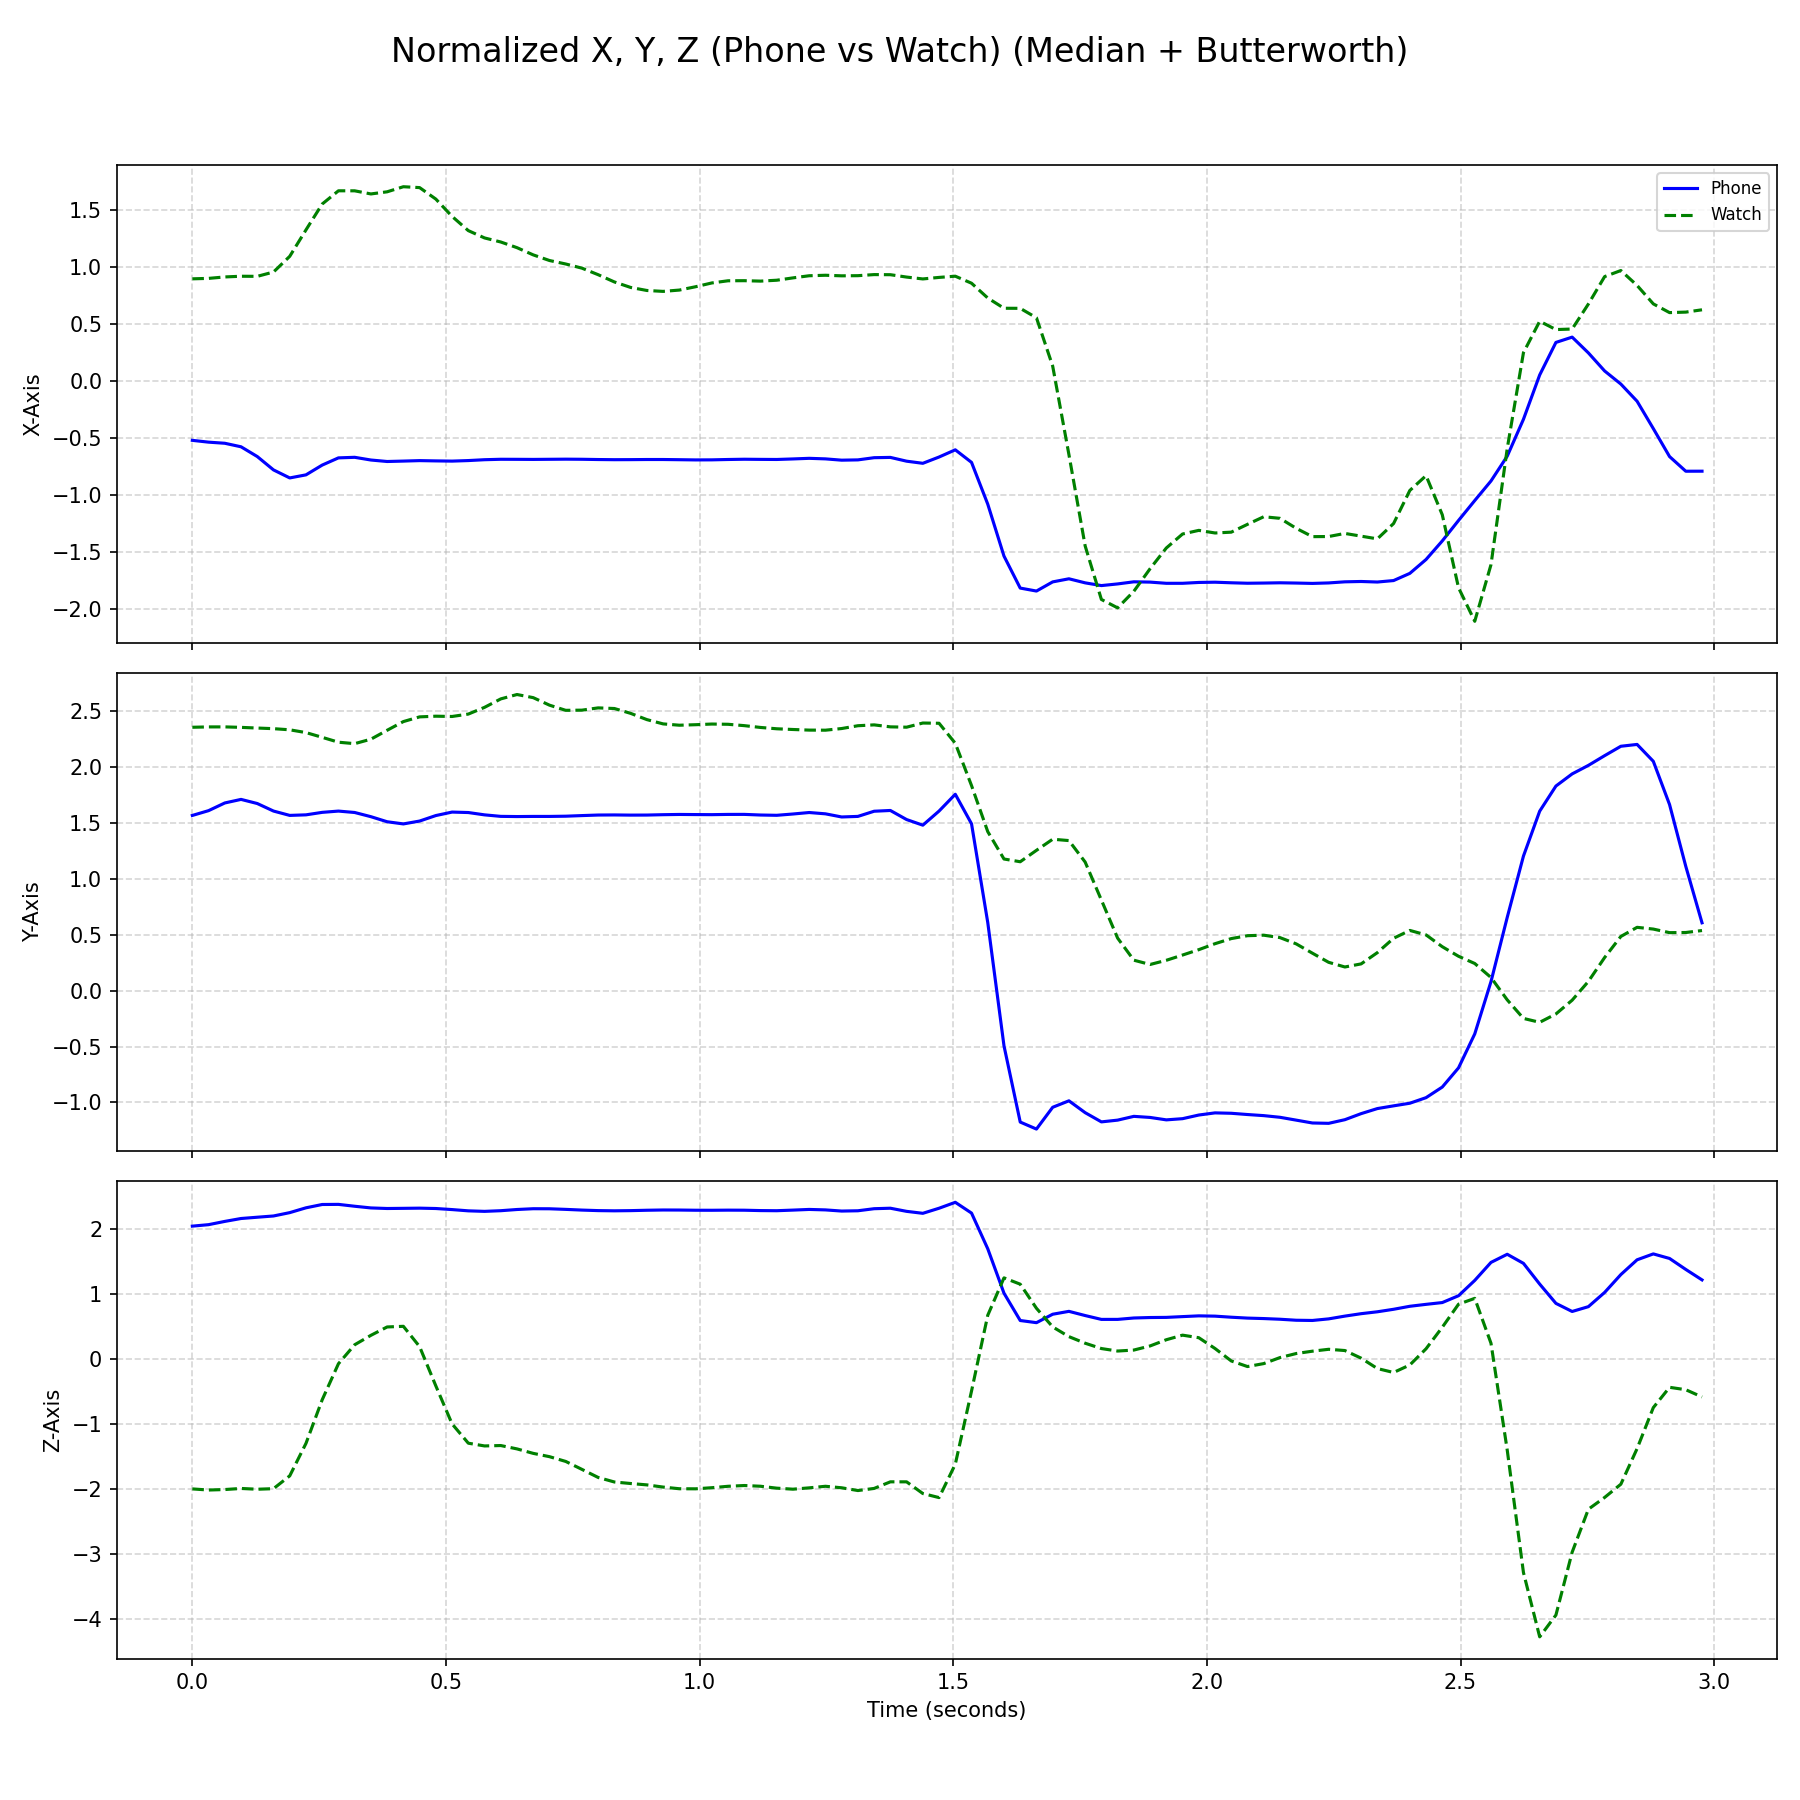 Normalized X, Y, Z (Phone vs Watch) (Median + Butterworth)
Phone
Watch
X-Axis
1.5
1.0
0.5
0.0
−0.5
−1.0
−1.5
−2.0
Y-Axis
2.5
2.0
1.5
1.0
0.5
0.0
−0.5
−1.0
Z-Axis
2
1
0
−1
−2
−3
−4
0.0 0.5 1.0 1.5 2.0 2.5 3.0
Time (seconds)